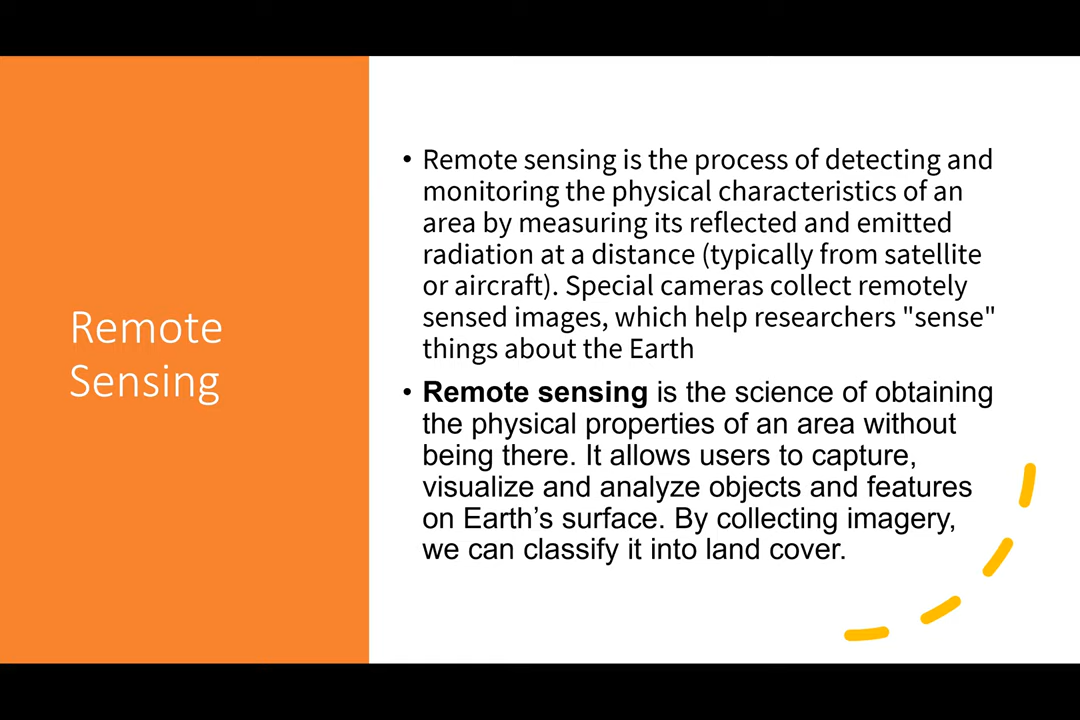 Remote
Sensing
• Remote sensing is the process of detecting and
monitoring the physical characteristics of an
area by measuring its reflected and emitted
radiation at a distance (typically from satellite
or aircraft). Special cameras collect remotely
sensed images, which help researchers "sense"
things about the Earth
• Remote sensing is the science of obtaining
the physical properties of an area without
being there. It allows users to capture,
visualize and analyze objects and features
on Earth’s surface. By collecting imagery,
we can classify it into land cover.